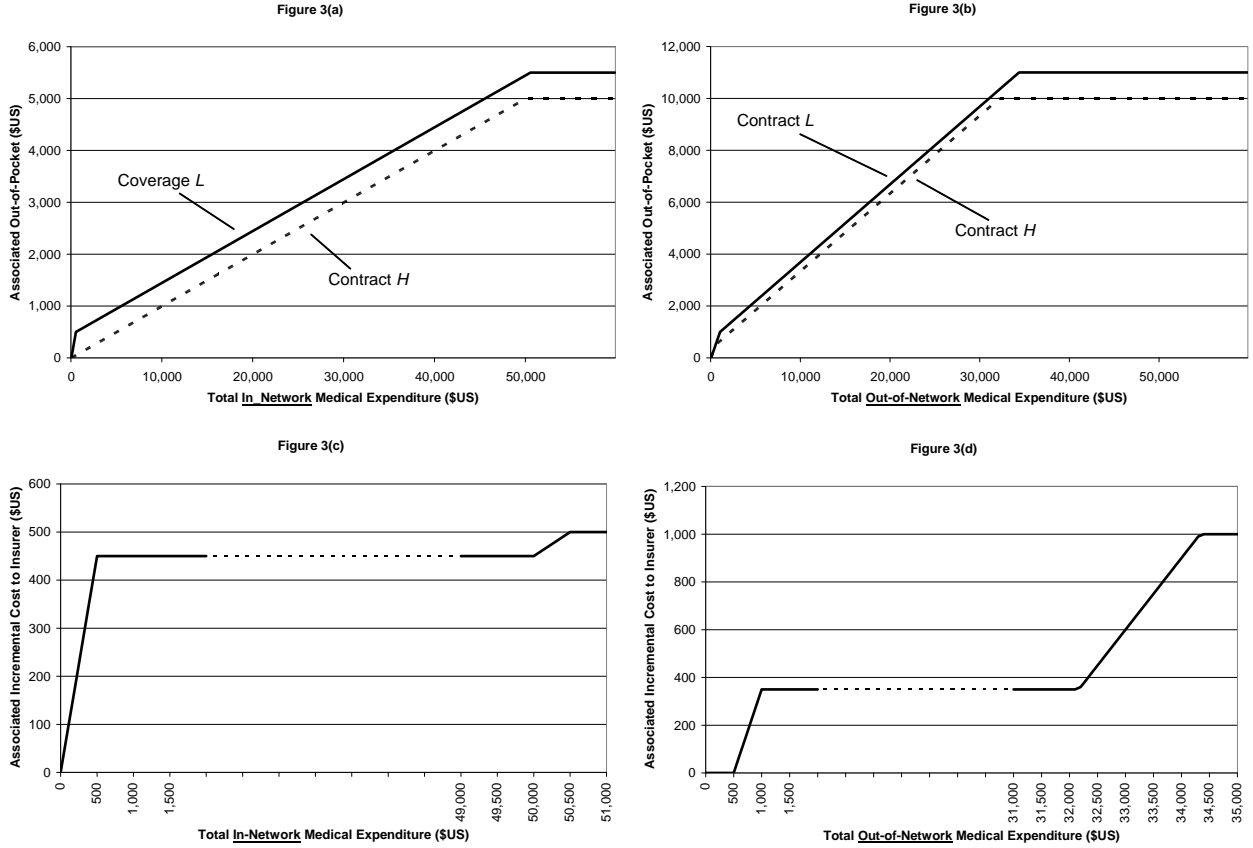 Figure 3(a)
6,000
5,000
4,000
3,000
2,000
1,000
0
Associated Out-of-Pocket ($US)
Coverage L
Contract H
0 10,000 20,000 30,000 40,000 50,000
Total In_Network Medical Expenditure ($US)
Figure 3(b)
12,000
10,000
8,000
6,000
4,000
2,000
0
Associated Out-of-Pocket ($US)
Contract L
Contract H
0 10,000 20,000 30,000 40,000 50,000
Total Out-of-Network Medical Expenditure ($US)
Figure 3(c)
600
500
400
300
200
100
0
Associated Incremental Cost to Insurer ($US)
0 500 1,000 1,500 49,000 49,500 50,000 50,500 51,000
Total In-Network Medical Expenditure ($US)
Figure 3(d)
1,200
1,000
800
600
400
200
0
Associated Incremental Cost to Insurer ($US)
0 500 1,000 1,500 31,000 31,500 32,000 32,500 33,000 33,500 34,000 34,500 35,000
Total Out-of-Network Medical Expenditure ($US)